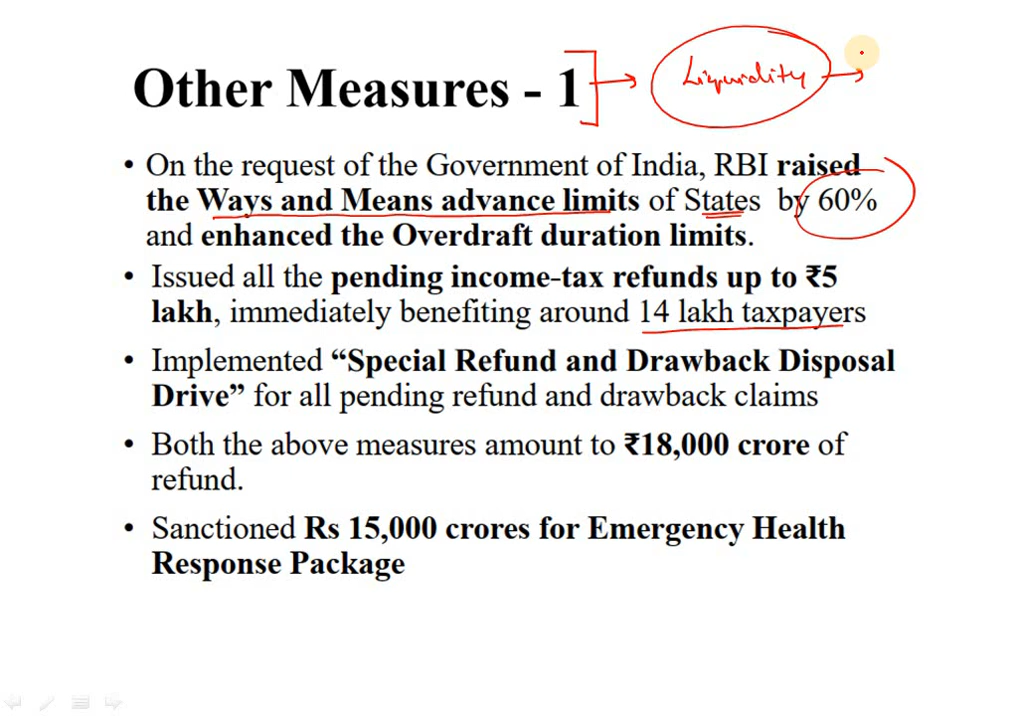 Other Measures - 1 Liquidity
• On the request of the Government of India, RBI raised
the Ways and Means advance limits of States by 60%
and enhanced the Overdraft duration limits.
• Issued all the pending income-tax refunds up to ₹5
lakh, immediately benefiting around 14 lakh taxpayers
• Implemented “Special Refund and Drawback Disposal
Drive” for all pending refund and drawback claims
• Both the above measures amount to ₹18,000 crore of
refund.
• Sanctioned Rs 15,000 crores for Emergency Health
Response Package